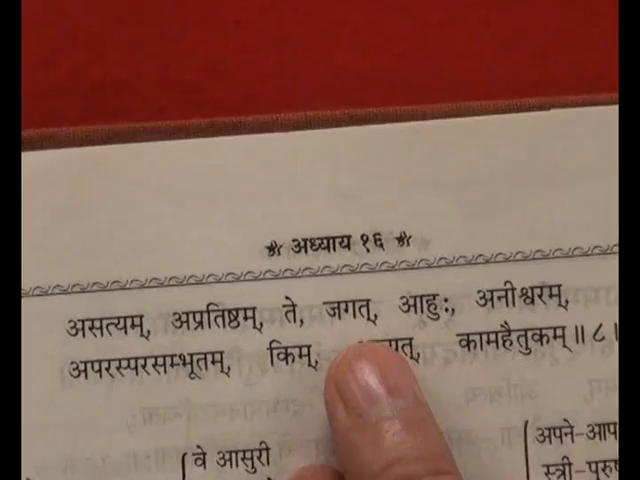 अध्याय १६
असत्यम्, अप्रतिष्ठम्, ते, जगत्, आहुः, अनीश्वरम्,
अपरस्परसम्भूतम्, किम्, कामहैतुकम्॥ ८॥
वे आसुरी
अपने-आप
स्त्री-पुरुष